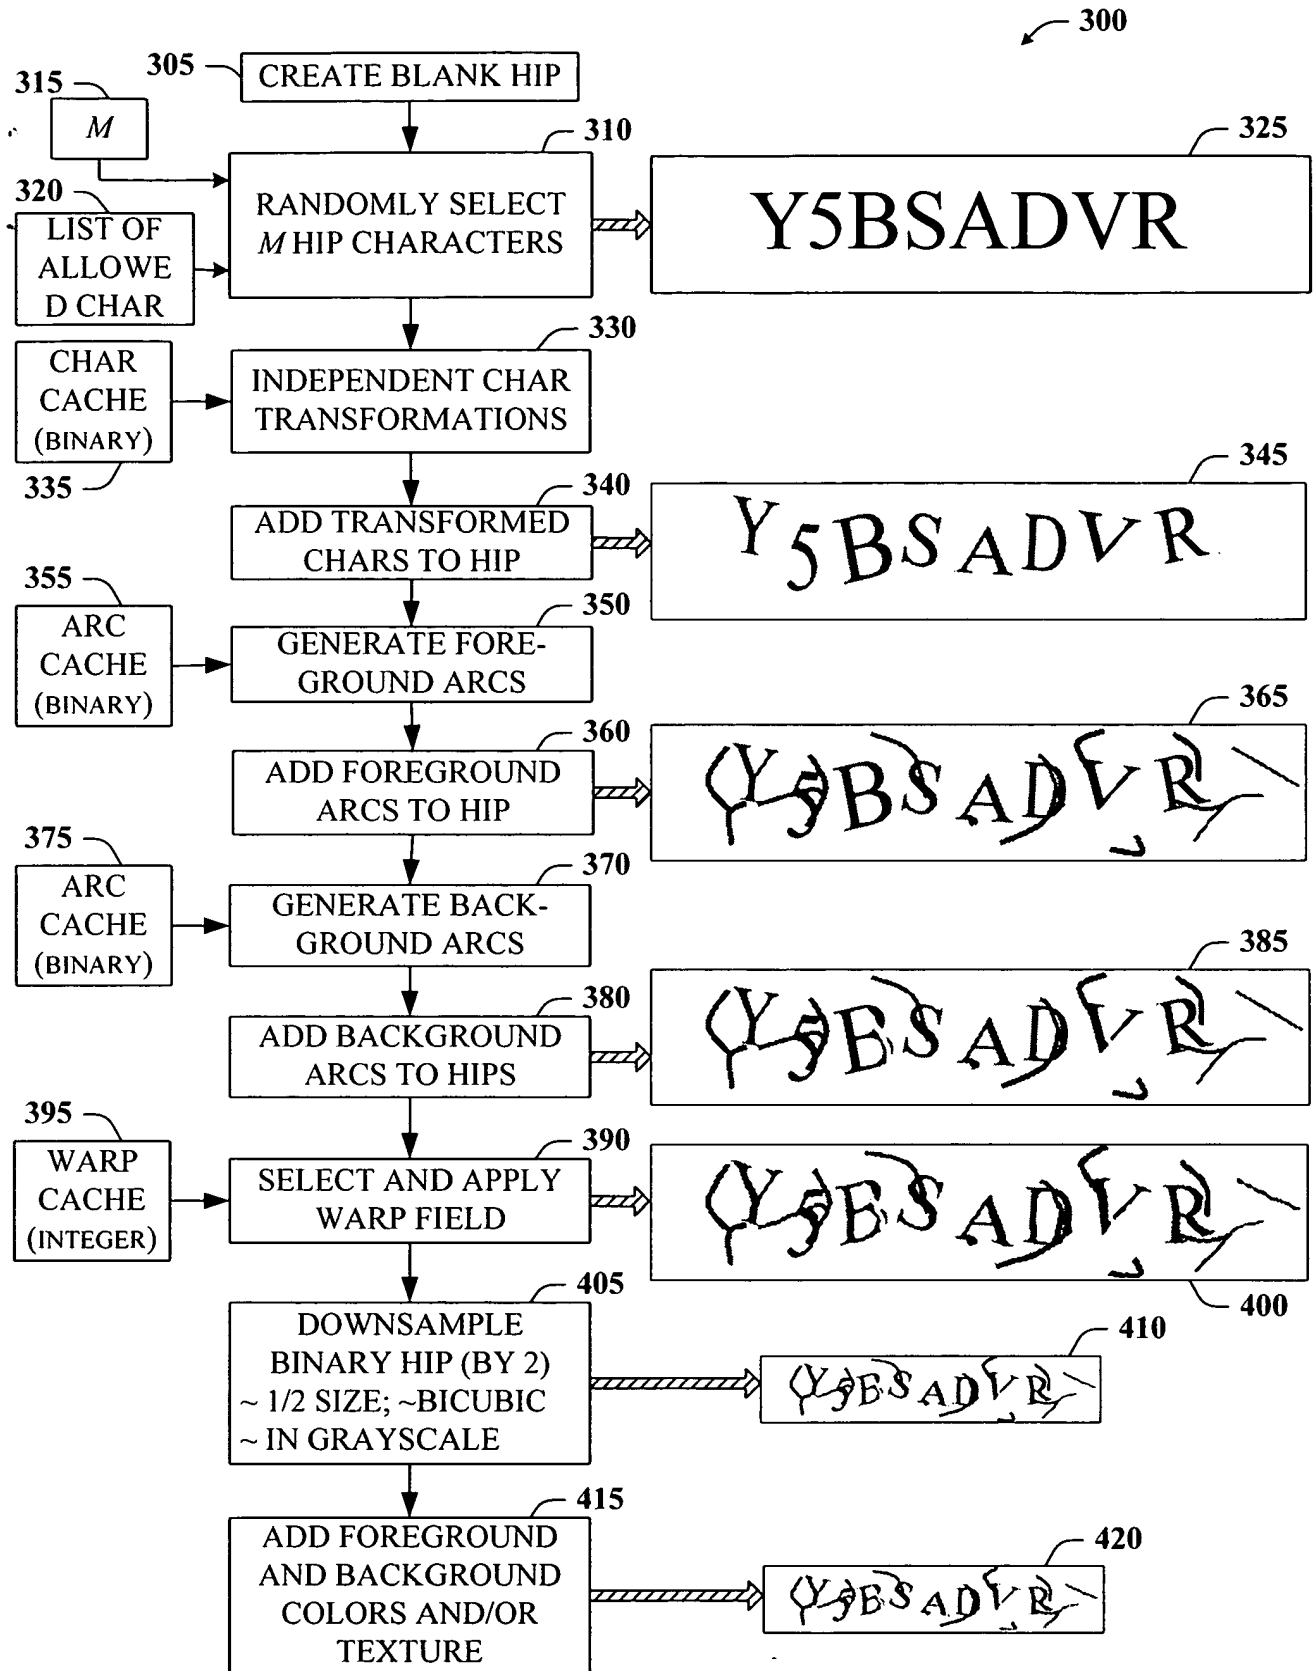 300
305
CREATE BLANK HIP
315
M
310
325
320
LIST OF
ALLOWE
D CHAR
RANDOMLY SELECT
M HIP CHARACTERS
Y5BSADVR
330
CHAR
CACHE
(BINARY)
335
INDEPENDENT CHAR
TRANSFORMATIONS
340
345
ADD TRANSFORMED
CHARS TO HIP
Y5BSADVR
355
ARC
CACHE
(BINARY)
350
GENERATE FORE-
GROUND ARCS
360
365
ADD FOREGROUND
ARCS TO HIP
Y5BSADVR
375
ARC
CACHE
(BINARY)
370
GENERATE BACK-
GROUND ARCS
380
385
ADD BACKGROUND
ARCS TO HIPS
Y5BSADVR
395
WARP
CACHE
(INTEGER)
390
SELECT AND APPLY
WARP FIELD
Y5BSADVR
400
405
DOWNSAMPLE
BINARY HIP (BY 2)
~ 1/2 SIZE; ~BICUBIC
~ IN GRAYSCALE
410
Y5BSADVR
415
ADD FOREGROUND
AND BACKGROUND
COLORS AND/OR
TEXTURE
420
Y5BSADVR